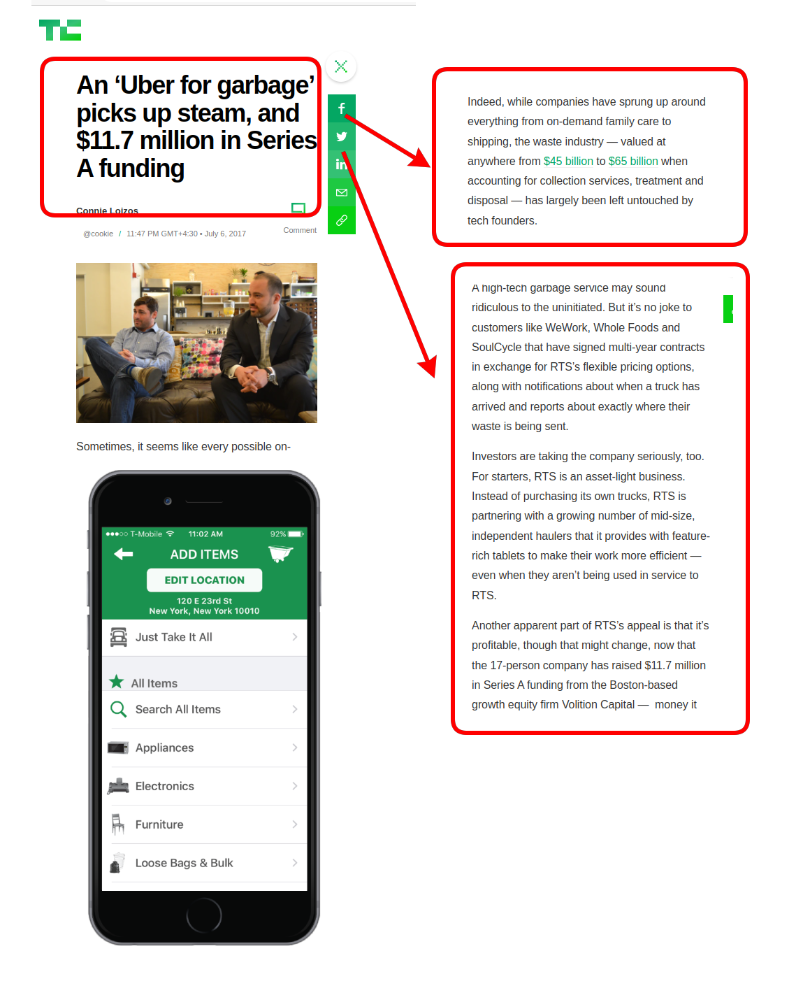 TC
An ‘Uber for garbage’
picks up steam, and
$11.7 million in Series
A funding
Connie Loizos
@cookie / 11:47 PM GMT+4:30 • July 6, 2017
Comment
Sometimes, it seems like every possible on-
T-Mobile 11:02 AM 92%
ADD ITEMS
EDIT LOCATION
120 E 23rd St
New York, New York 10010
Just Take It All
All Items
Search All Items
Appliances
Electronics
Furniture
Loose Bags & Bulk
Indeed, while companies have sprung up around
everything from on-demand family care to
shipping, the waste industry — valued at
anywhere from $45 billion to $65 billion when
accounting for collection services, treatment and
disposal — has largely been left untouched by
tech founders.
A high-tech garbage service may sound
ridiculous to the uninitiated. But it’s no joke to
customers like WeWork, Whole Foods and
SoulCycle that have signed multi-year contracts
in exchange for RTS’s flexible pricing options,
along with notifications about when a truck has
arrived and reports about exactly where their
waste is being sent.
Investors are taking the company seriously, too.
For starters, RTS is an asset-light business.
Instead of purchasing its own trucks, RTS is
partnering with a growing number of mid-size,
independent haulers that it provides with feature-
rich tablets to make their work more efficient —
even when they aren’t being used in service to
RTS.
Another apparent part of RTS’s appeal is that it’s
profitable, though that might change, now that
the 17-person company has raised $11.7 million
in Series A funding from the Boston-based
growth equity firm Volition Capital — money it